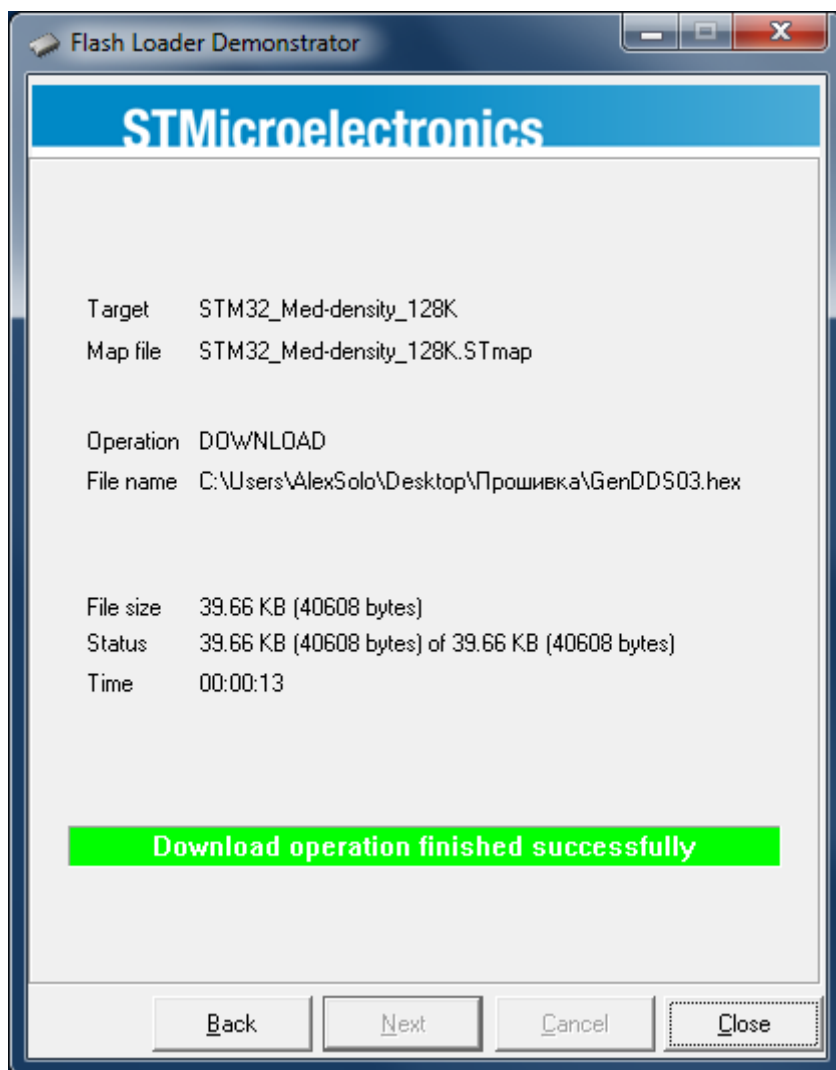 Flash Loader Demonstrator
STMicroelectronics
Target STM32_Med-density_128K
Map file STM32_Med-density_128K.STmap
Operation DOWNLOAD
File name C:\Users\AlexSolo\Desktop\Прошивка\GenDDS03.hex
File size 39.66 KB (40608 bytes)
Status 39.66 KB (40608 bytes) of 39.66 KB (40608 bytes)
Time 00:00:13
Download operation finished successfully
Back Next Cancel Close